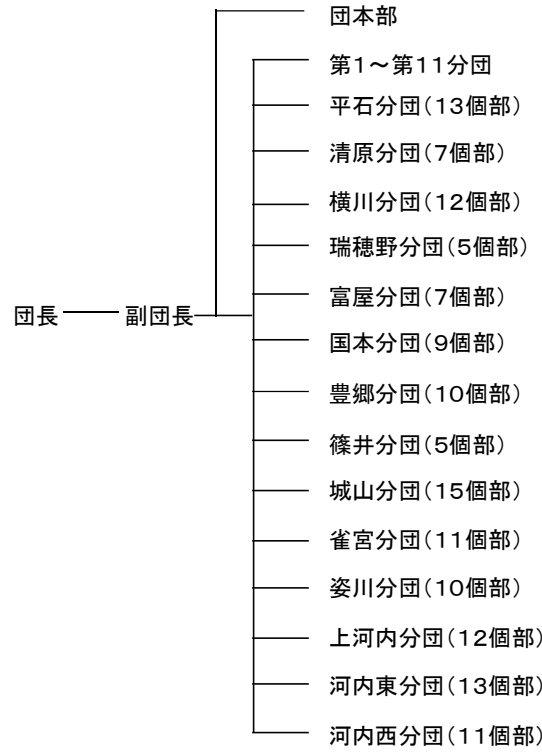 団本部
第1～第11分団
平石分団（13個部）
清原分団（7個部）
横川分団（12個部）
瑞穂野分団（5個部）
富屋分団（7個部）
団長 副団長
国本分団（9個部）
豊郷分団（10個部）
篠井分団（5個部）
城山分団（15個部）
雀宮分団（11個部）
姿川分団（10個部）
上河内分団（12個部）
河内東分団（13個部）
河内西分団（11個部）